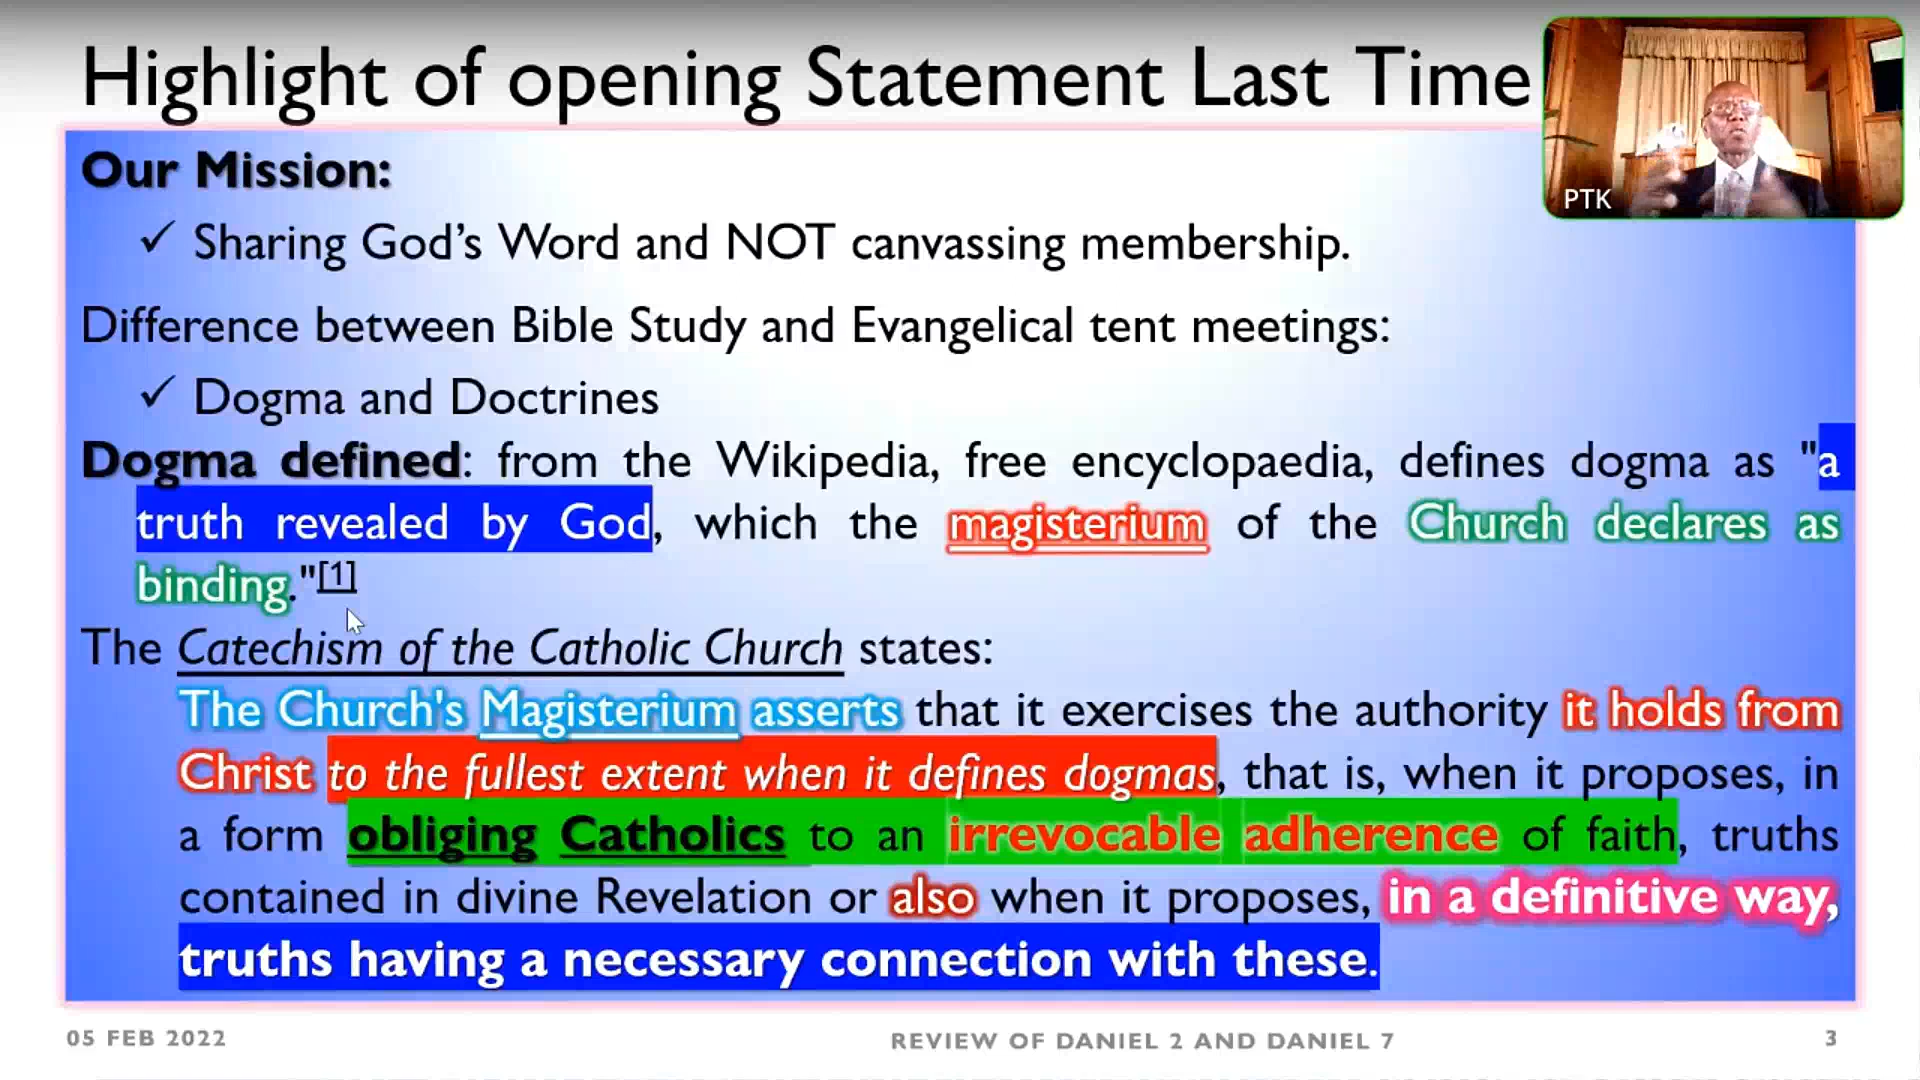 Highlight of opening Statement Last Time
PTK
Our Mission:
✓ Sharing God’s Word and NOT canvassing membership.
Difference between Bible Study and Evangelical tent meetings:
✓ Dogma and Doctrines
Dogma defined: from the Wikipedia, free encyclopaedia, defines dogma as "a
truth revealed by God, which the magisterium of the Church declares as
binding."[1]
The Catechism of the Catholic Church states:
The Church's Magisterium asserts that it exercises the authority it holds from
Christ to the fullest extent when it defines dogmas, that is, when it proposes, in
a form obliging Catholics to an irrevocable adherence of faith, truths
contained in divine Revelation or also when it proposes, in a definitive way,
truths having a necessary connection with these.
05 FEB 2022
REVIEW OF DANIEL 2 AND DANIEL 7
3